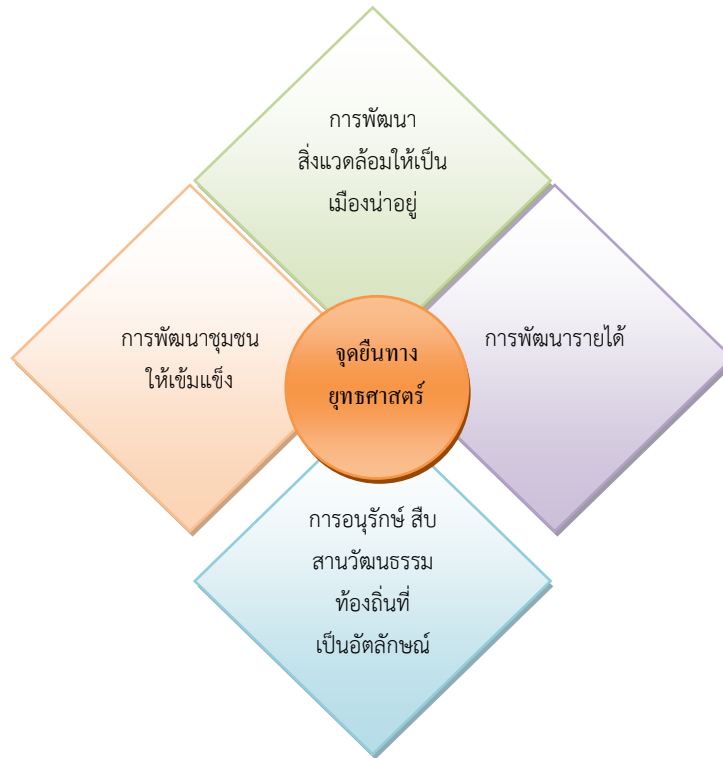 การพัฒนา
สิ่งแวดล้อมให้เป็น
เมืองน่าอยู่
การพัฒนาชุมชน
ให้เข้มแข็ง
จุดยืนทาง
ยุทธศาสตร์
การพัฒนารายได้
การอนุรักษ์ สืบ
สานวัฒนธรรม
ท้องถิ่นที่
เป็นอัตลักษณ์